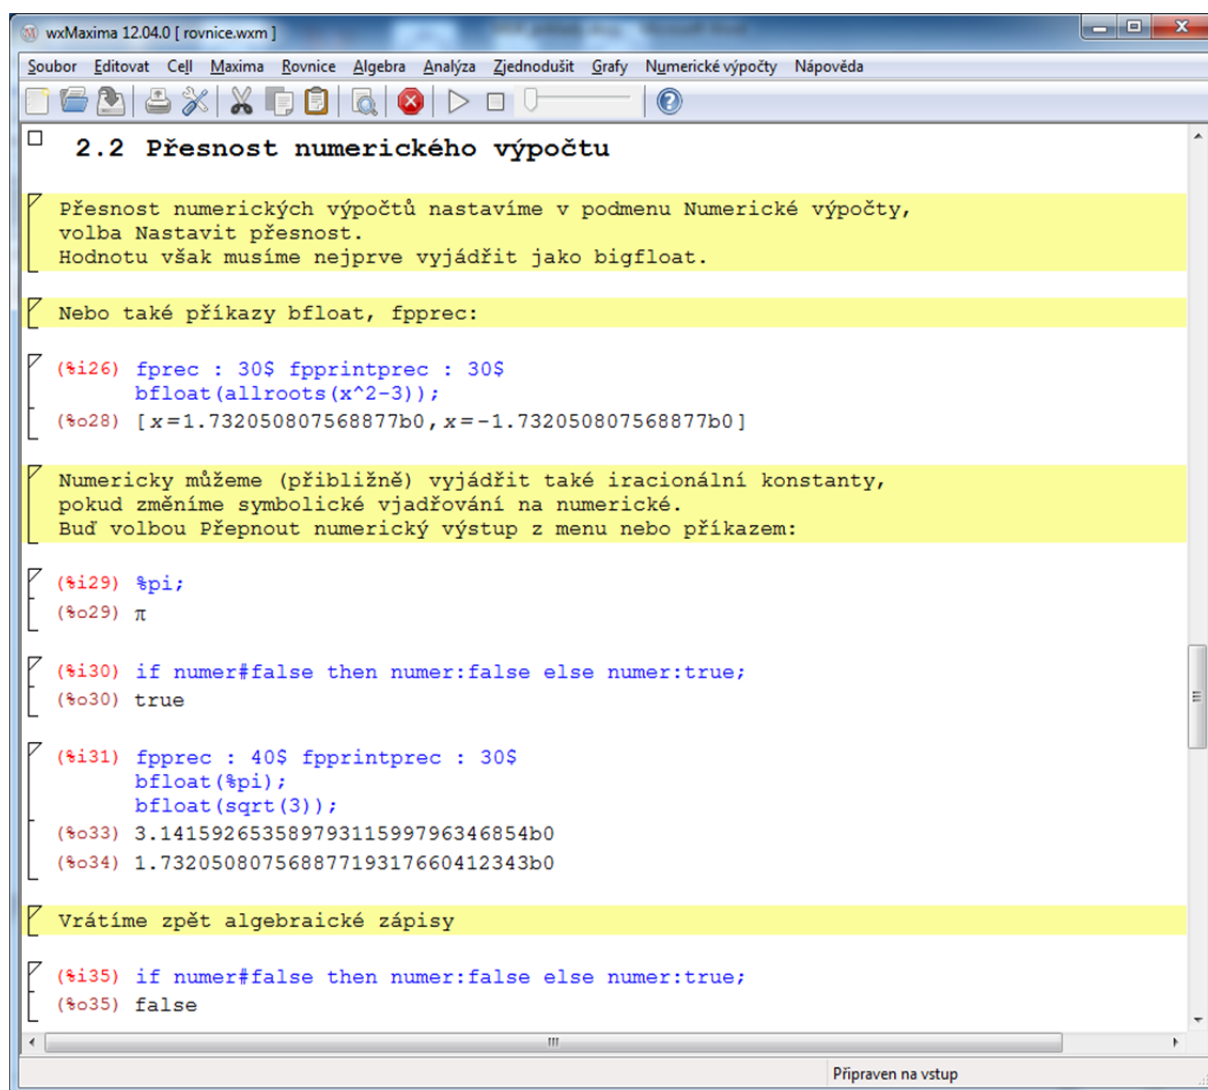 wxMaxima 12.04.0 [ rovnice.wxm ]
Soubor Editovat Cell Maxima Rovnice Algebra Analýza Zjednodušit Grafy Numerické výpočty Nápověda
2.2 Přesnost numerického výpočtu
Přesnost numerických výpočtů nastavíme v podmenu Numerické výpočty,
volba Nastavit přesnost.
Hodnotu však musíme nejprve vyjádřit jako bigfloat.
Nebo také příkazy bfloat, fpprec:
(%i26) fprec : 30$ fpprintprec : 30$
bfloat(allroots(x^2-3));
(%o28) [x=1.732050807568877b0,x=-1.732050807568877b0]
Numericky můžeme (přibližně) vyjádřit také iracionální konstanty,
pokud změníme symbolické vjadřování na numerické.
Buď volbou Přepnout numerický výstup z menu nebo příkazem:
(%i29) %pi;
(%o29) π
(%i30) if numer#false then numer:false else numer:true;
(%o30) true
(%i31) fpprec : 40$ fpprintprec : 30$
bfloat(%pi);
bfloat(sqrt(3));
(%o33) 3.14159265358979311599796346854b0
(%o34) 1.73205080756887719317660412343b0
Vrátíme zpět algebraické zápisy
(%i35) if numer#false then numer:false else numer:true;
(%o35) false
Připraven na vstup